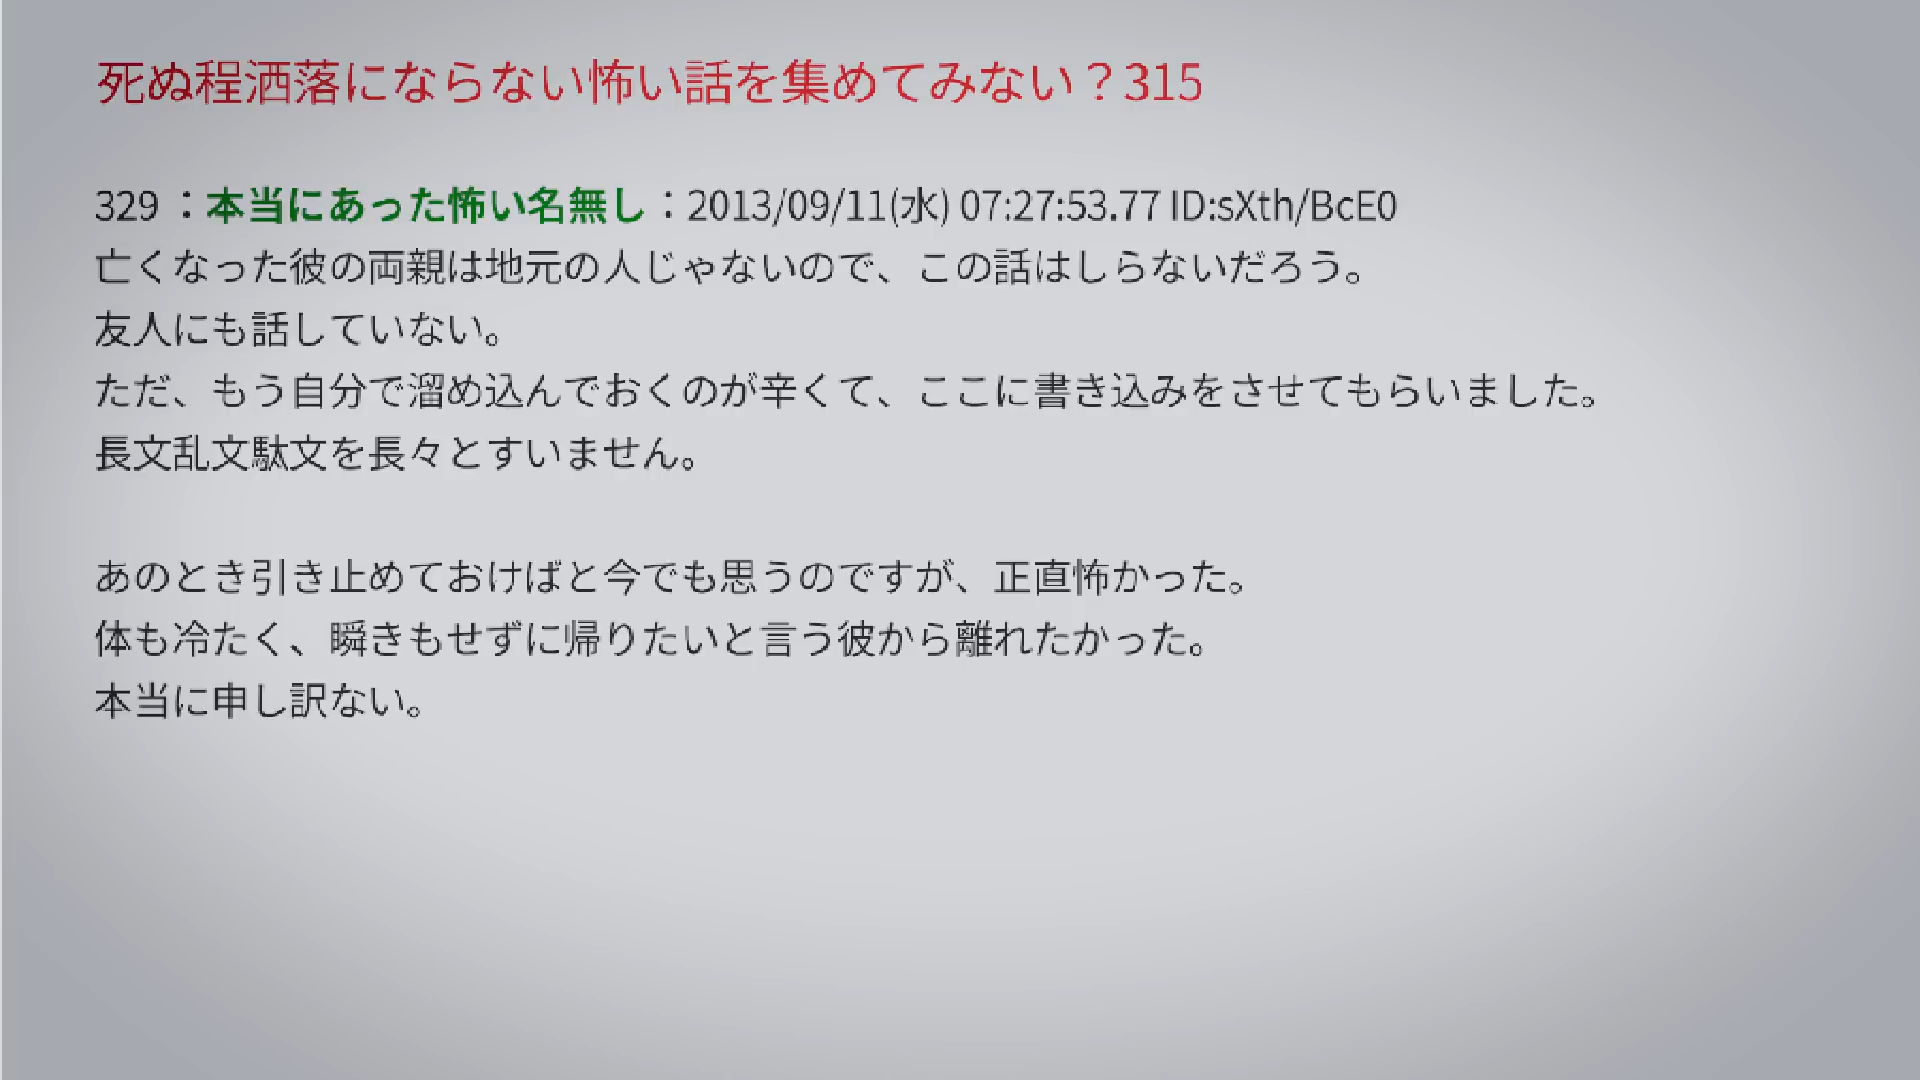 死ぬ程洒落にならない怖い話を集めてみない？315
329 ：本当にあった怖い名無し：2013/09/11(水) 07:27:53.77 ID:sXth/BcE0
亡くなった彼の両親は地元の人じゃないので、この話はしらないだろう。
友人にも話していない。
ただ、もう自分で溜め込んでおくのが辛くて、ここに書き込みをさせてもらいました。
長文乱文駄文を長々とすいません。
あのとき引き止めておけばと今でも思うのですが、正直怖かった。
体も冷たく、瞬きもせずに帰りたいと言う彼から離れたかった。
本当に申し訳ない。